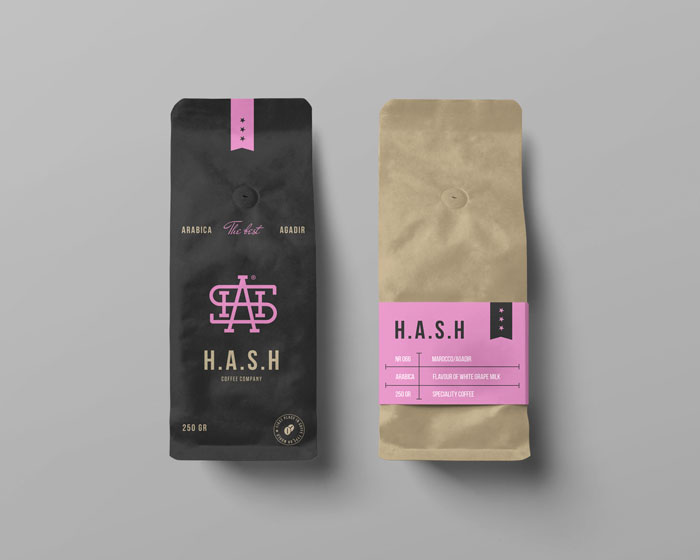 ARABICA The best AGADIR
®
H.A.S.H
COFFEE COMPANY
250 GR
H.A.S.H
NR 066 MAROCCO/AGADIR
ARABICA FLAVOUR OF WHITE GRAPE MILK
250 GR SPECIALITY COFFEE